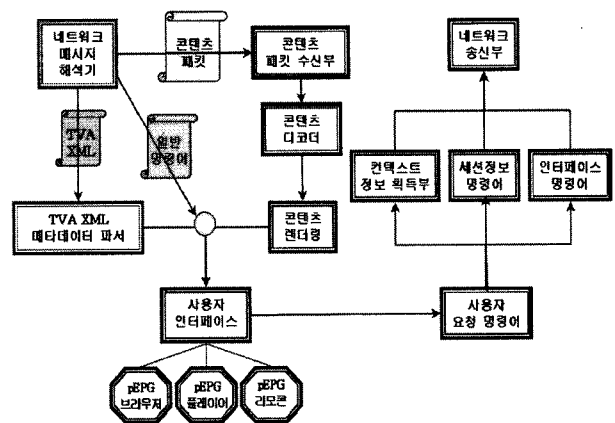 네트워크
메시지
해석기
콘텐츠
패킷
콘텐츠
패킷 수신부
네트워크
송신부
TVA
XML
일반
명령어
콘텐츠
디코더
컨텍스트
정보 획득부
세션정보
명령어
인터페이스
명령어
TVA XML
메타데이터 파서
콘텐츠
렌더링
사용자
인터페이스
사용자
요청 명령어
pEPG
브라우저
pEPG
플레이어
pEPG
리모콘